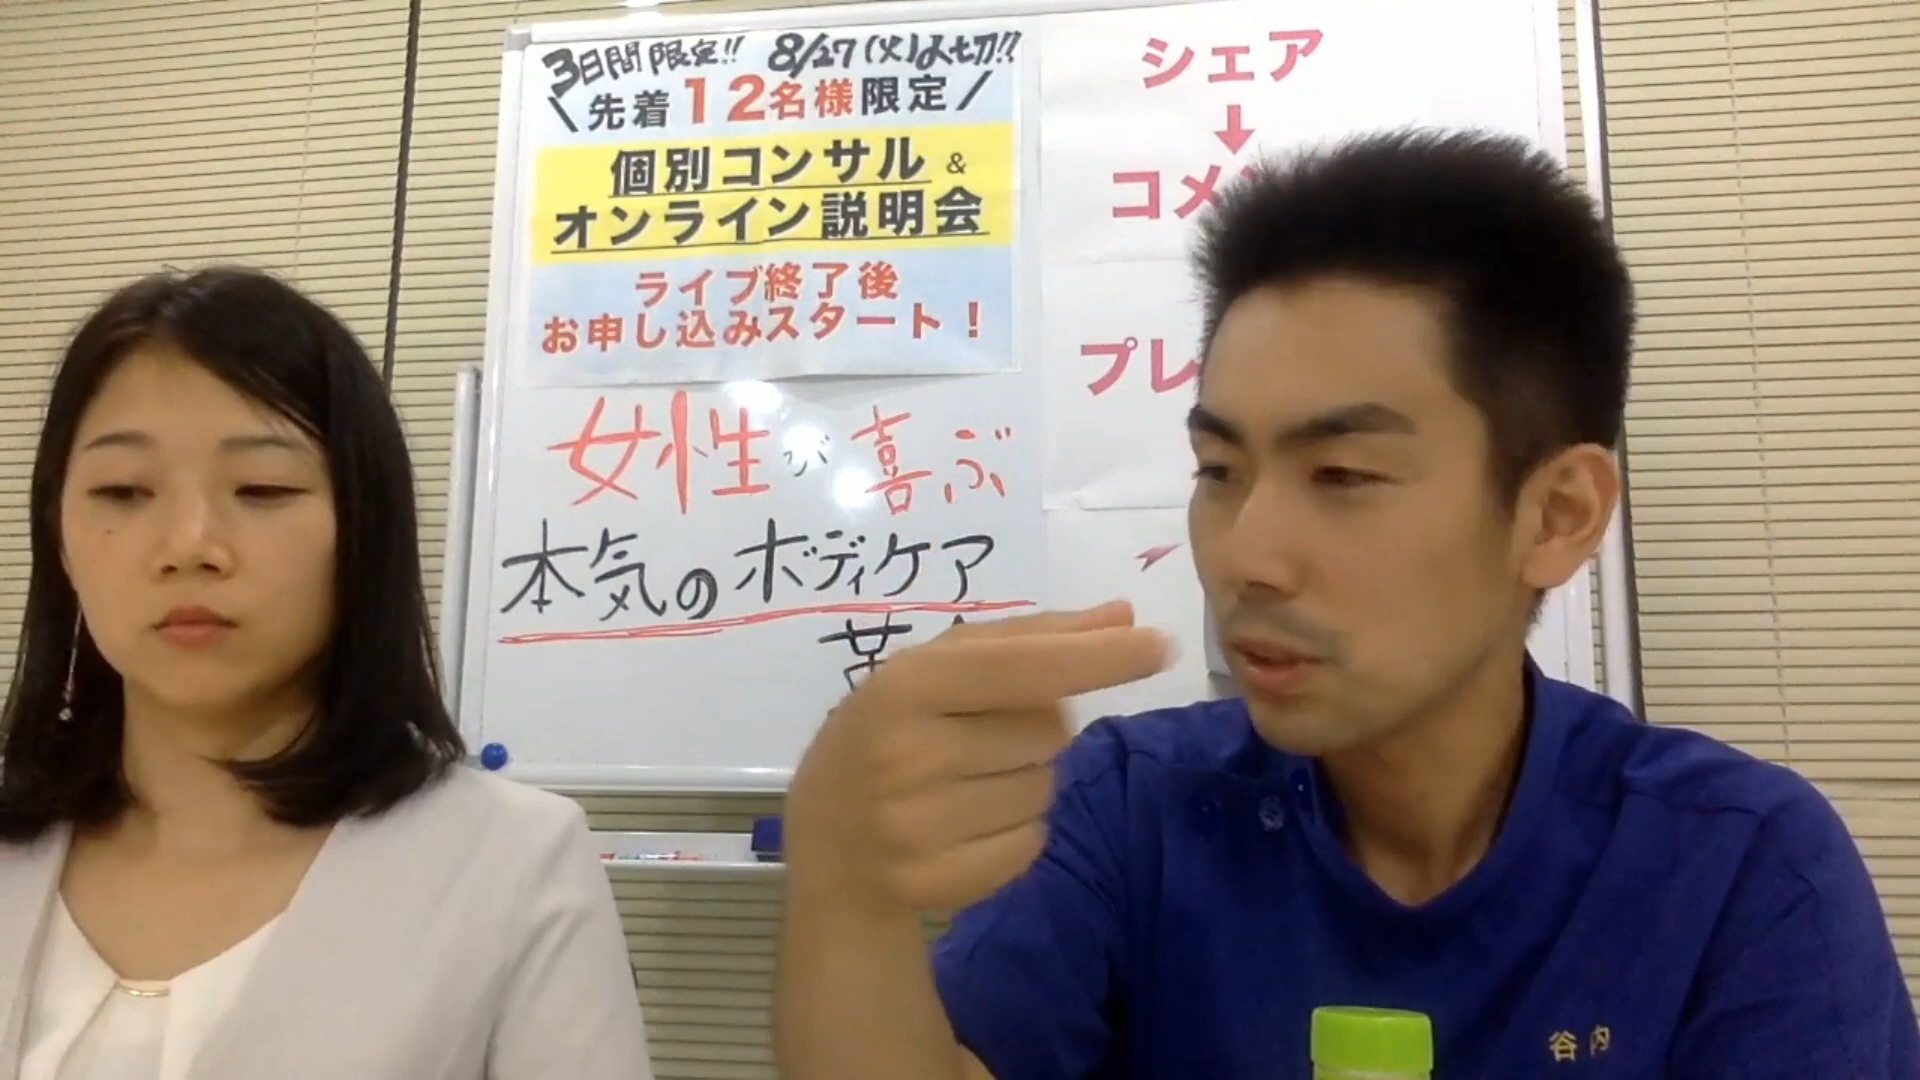 3日間限定!! 8/27(火)〆切!!
\先着12名様限定/
個別コンサル &
オンライン説明会
ライブ終了後
お申し込みスタート!
女性が喜ぶ
本気のボディケア
シェア
↓
コメ
プレ
谷内